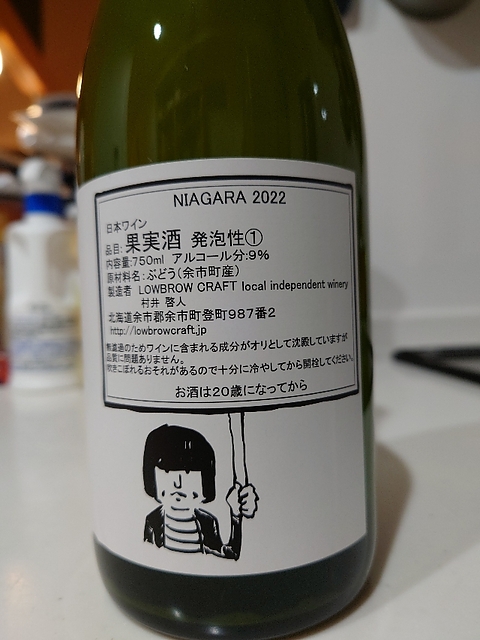 NIAGARA 2022
日本ワイン
品目:果実酒 発泡性①
内容量:750ml アルコール分:9%
原材料名:ぶどう(余市町産)
製造者 LOWBROW CRAFT local independent winery
村井 啓人
北海道余市郡余市町登町987番2
http://lowbrowcraft.jp
無濾過のためワインに含まれる成分がオリとして沈殿していますが
品質に問題ありません。
吹きこぼれるおそれがあるので十分に冷やしてから開栓してください。
お酒は20歳になってから